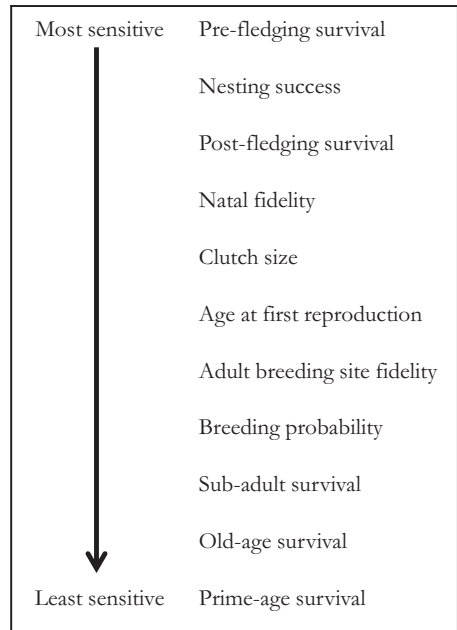 Most sensitive Pre-fledging survival
Nesting success
Post-fledging survival
Natal fidelity
Clutch size
Age at first reproduction
Adult breeding site fidelity
Breeding probability
Sub-adult survival
Old-age survival
Least sensitive Prime-age survival